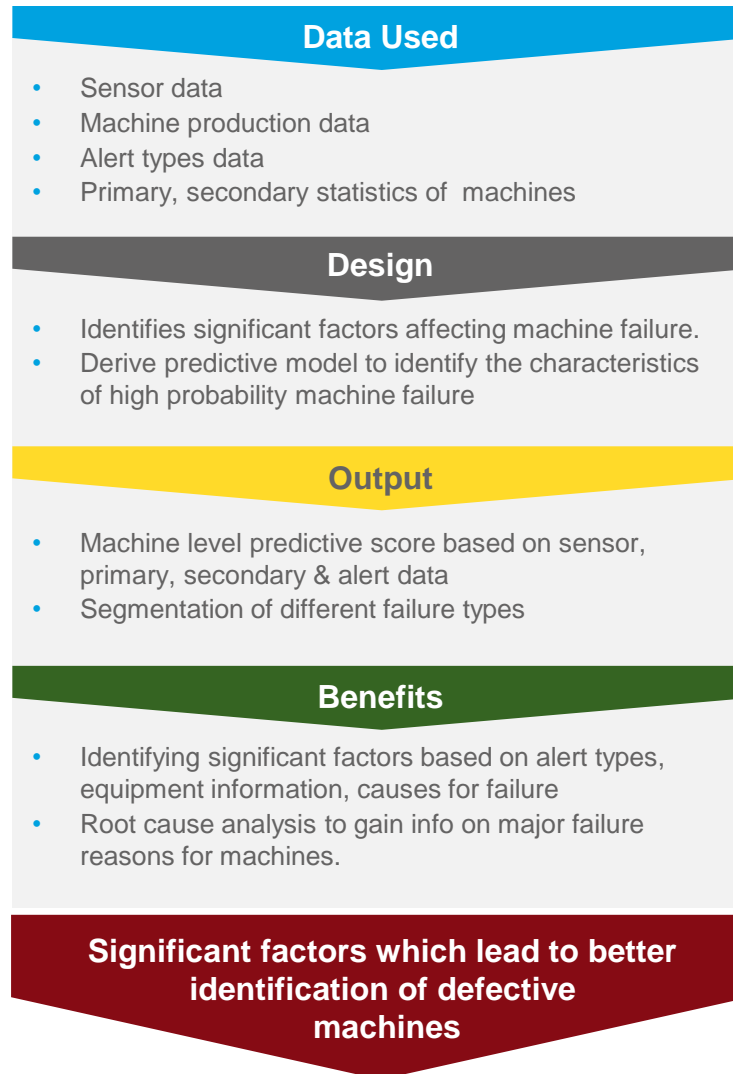 Data Used
• Sensor data
• Machine production data
• Alert types data
• Primary, secondary statistics of  machines
Design
• Identifies significant factors affecting machine failure.
• Derive predictive model to identify the characteristics
of high probability machine failure
Output
• Machine level predictive score based on sensor,
primary, secondary & alert data
• Segmentation of different failure types
Benefits
• Identifying significant factors based on alert types,
equipment information, causes for failure
• Root cause analysis to gain info on major failure
reasons for machines.
Significant factors which lead to better
identification of defective
machines